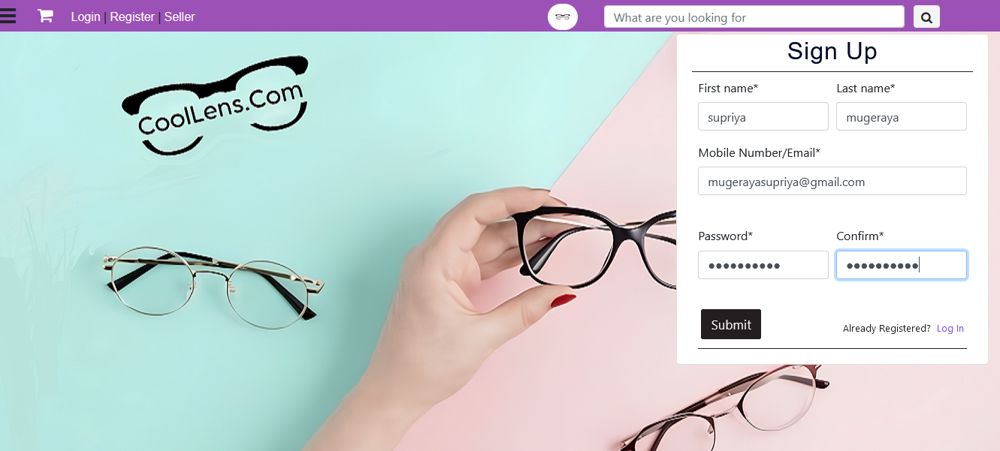 Login | Register | Seller
What are you looking for
CoolLens.Com
Sign Up
First name* Last name*
supriya mugeraya
Mobile Number/Email*
mugerayasupriya@gmail.com
Password* Confirm*
●●●●●●●●●● ●●●●●●●●●●
Submit
Already Registered? Log In